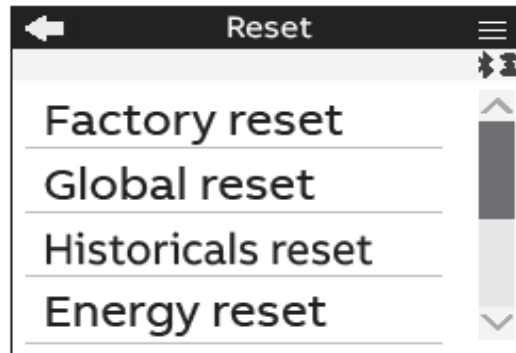 Reset
Factory reset
Global reset
Historicals reset
Energy reset